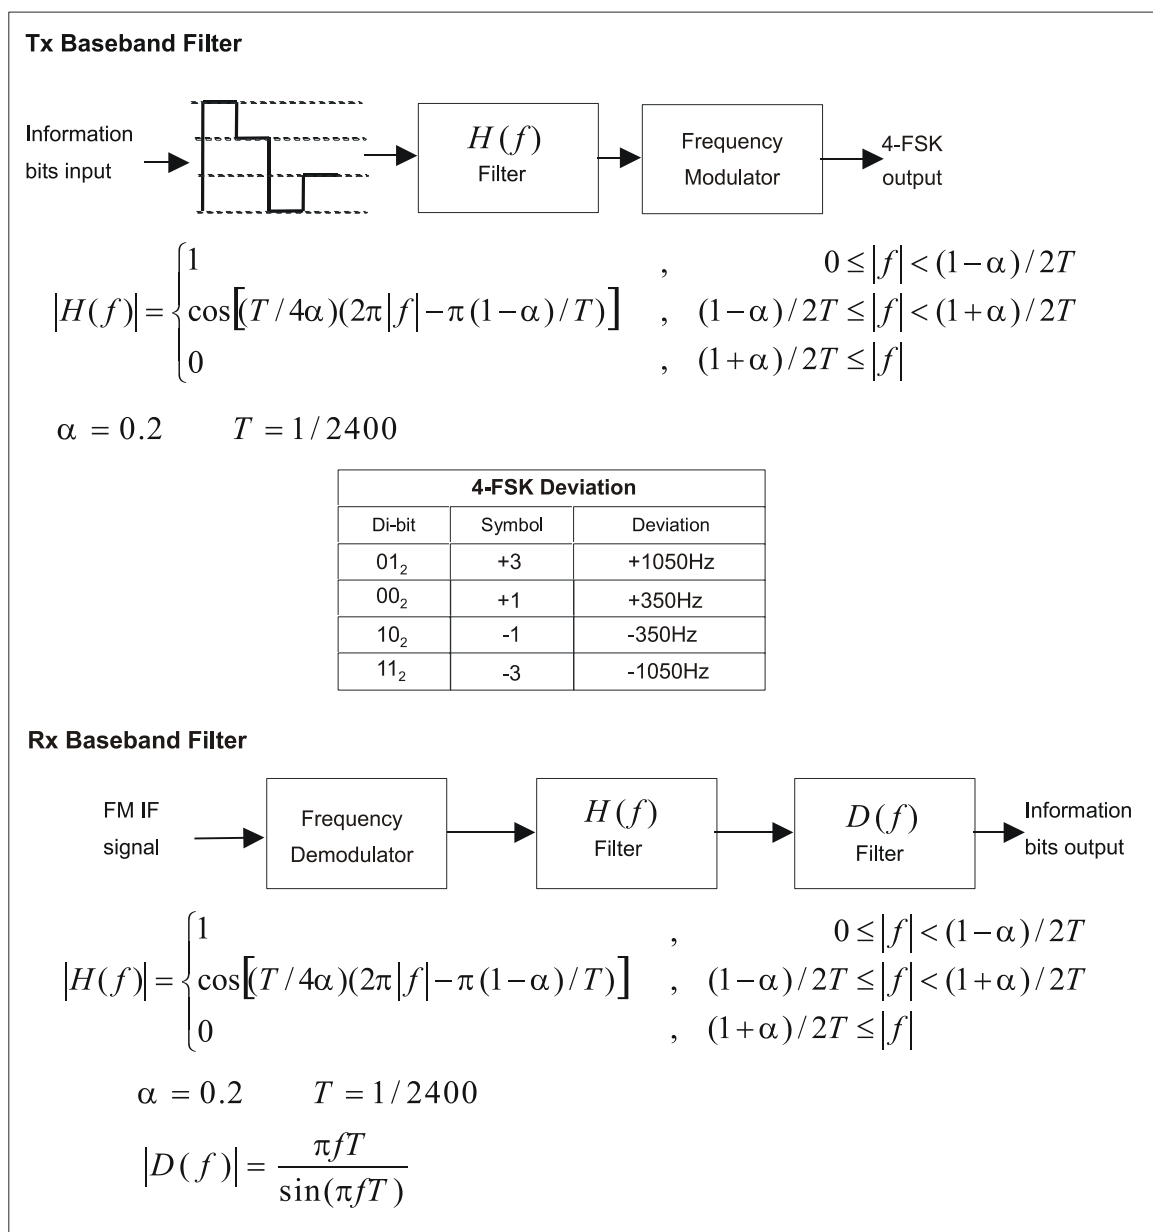 Tx Baseband Filter
Information
bits input
H(f)
Filter
Frequency
Modulator
4-FSK
output
|H(f)| = { 1 , 0 ≤ |f| < (1−α)/2T
cos[(T/4α)(2π|f|−π(1−α)/T)] , (1−α)/2T ≤ |f| < (1+α)/2T
0 , (1+α)/2T ≤ |f|
α = 0.2 T = 1/2400
4-FSK Deviation
Di-bit Symbol Deviation
01₂ +3 +1050Hz
00₂ +1 +350Hz
10₂ -1 -350Hz
11₂ -3 -1050Hz
Rx Baseband Filter
FM IF
signal
Frequency
Demodulator
H(f)
Filter
D(f)
Filter
Information
bits output
|H(f)| = { 1 , 0 ≤ |f| < (1−α)/2T
cos[(T/4α)(2π|f|−π(1−α)/T)] , (1−α)/2T ≤ |f| < (1+α)/2T
0 , (1+α)/2T ≤ |f|
α = 0.2 T = 1/2400
|D(f)| = πfT / sin(πfT)